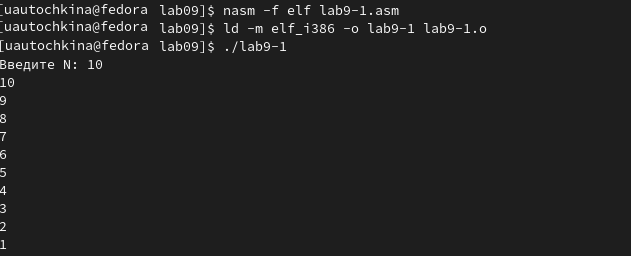 [uautochkina@fedora lab09]$ nasm -f elf lab9-1.asm
[uautochkina@fedora lab09]$ ld -m elf_i386 -o lab9-1 lab9-1.o
[uautochkina@fedora lab09]$ ./lab9-1
Введите N: 10
10
9
8
7
6
5
4
3
2
1